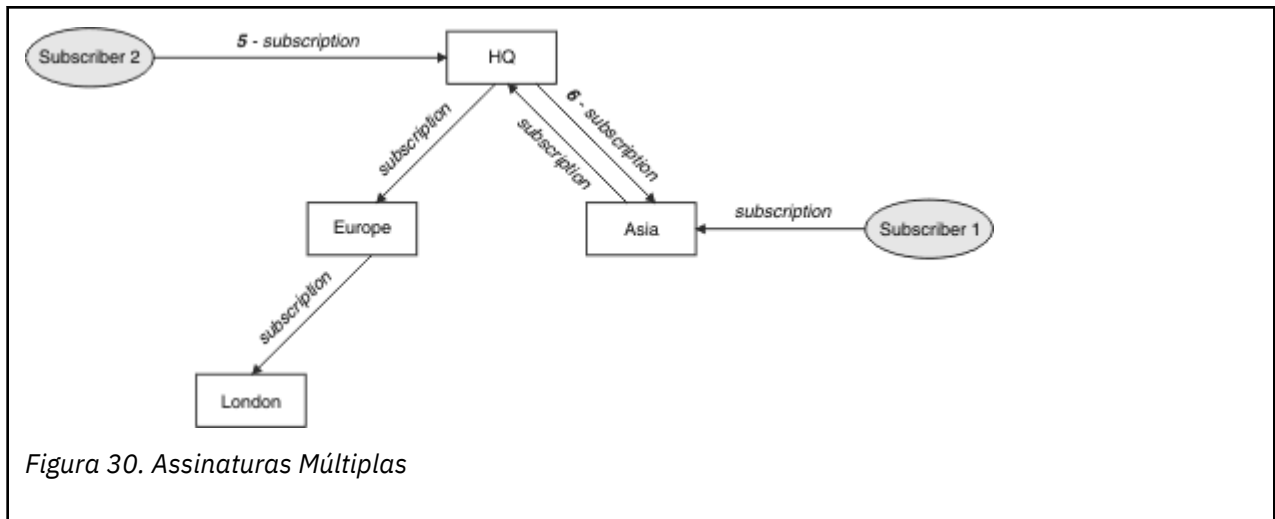 Subscriber 2
5 - subscription
HQ
subscription
subscription
6 - subscription
Europe
Asia
subscription
Subscriber 1
subscription
London
Figura 30. Assinaturas Múltiplas